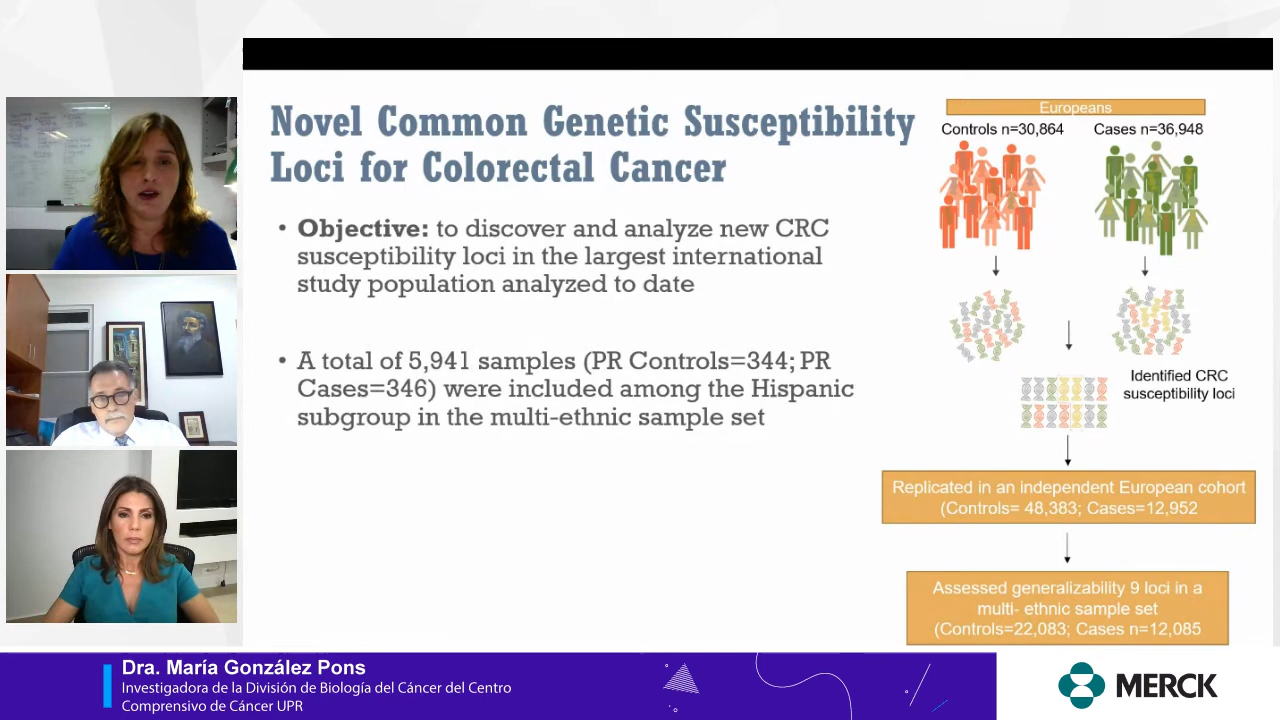 Novel Common Genetic Susceptibility
Loci for Colorectal Cancer
• Objective: to discover and analyze new CRC
susceptibility loci in the largest international
study population analyzed to date
• A total of 5,941 samples (PR Controls=344; PR
Cases=346) were included among the Hispanic
subgroup in the multi-ethnic sample set
Europeans
Controls n=30,864
Cases n=36,948
Identified CRC
susceptibility loci
Replicated in an independent European cohort
(Controls= 48,383; Cases=12,952
Assessed generalizability 9 loci in a
multi- ethnic sample set
(Controls=22,083; Cases n=12,085
Dra. María González Pons
Investigadora de la División de Biología del Cáncer del Centro
Comprensivo de Cáncer UPR
MERCK